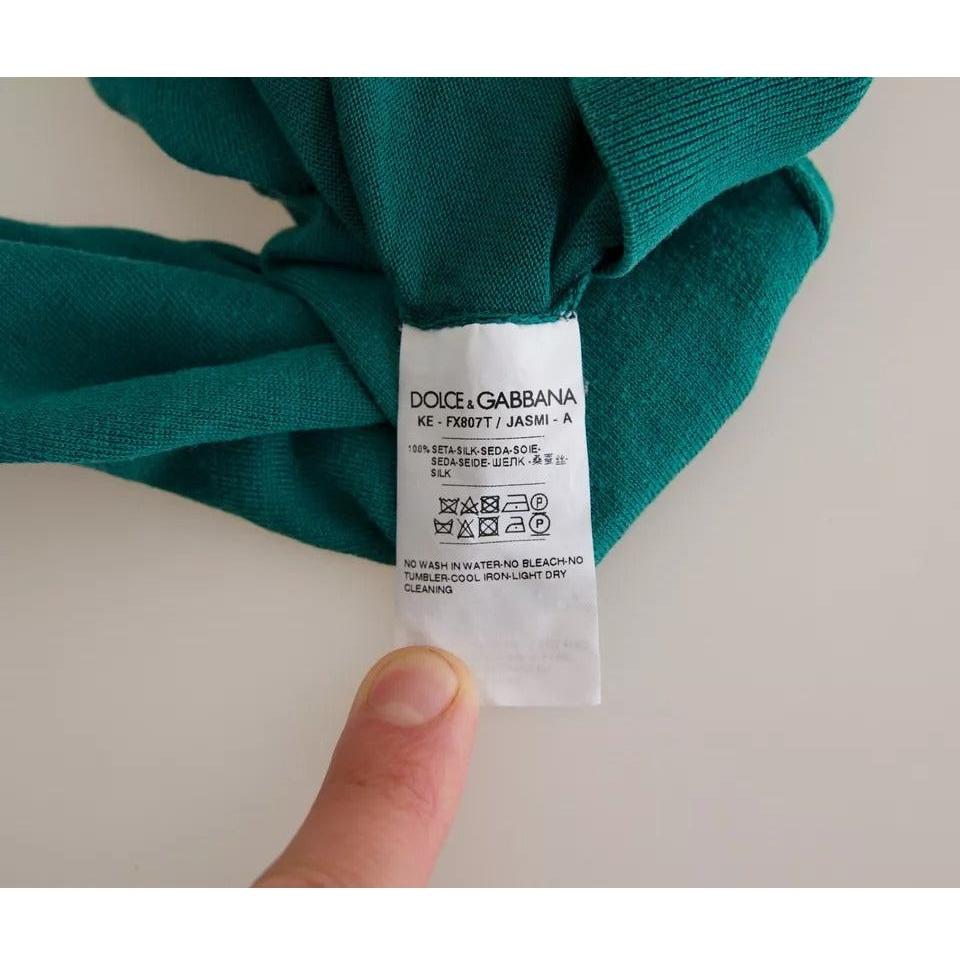 DOLCE & GABBANA
KE - FX807T / JASMI - A
100% SETA-SILK-SEDA-SOIE-
SEDA-SEIDE-ШЕЛК -桑蚕丝-
SILK
P
P
NO WASH IN WATER-NO BLEACH-NO
TUMBLER-COOL IRON-LIGHT DRY
CLEANING